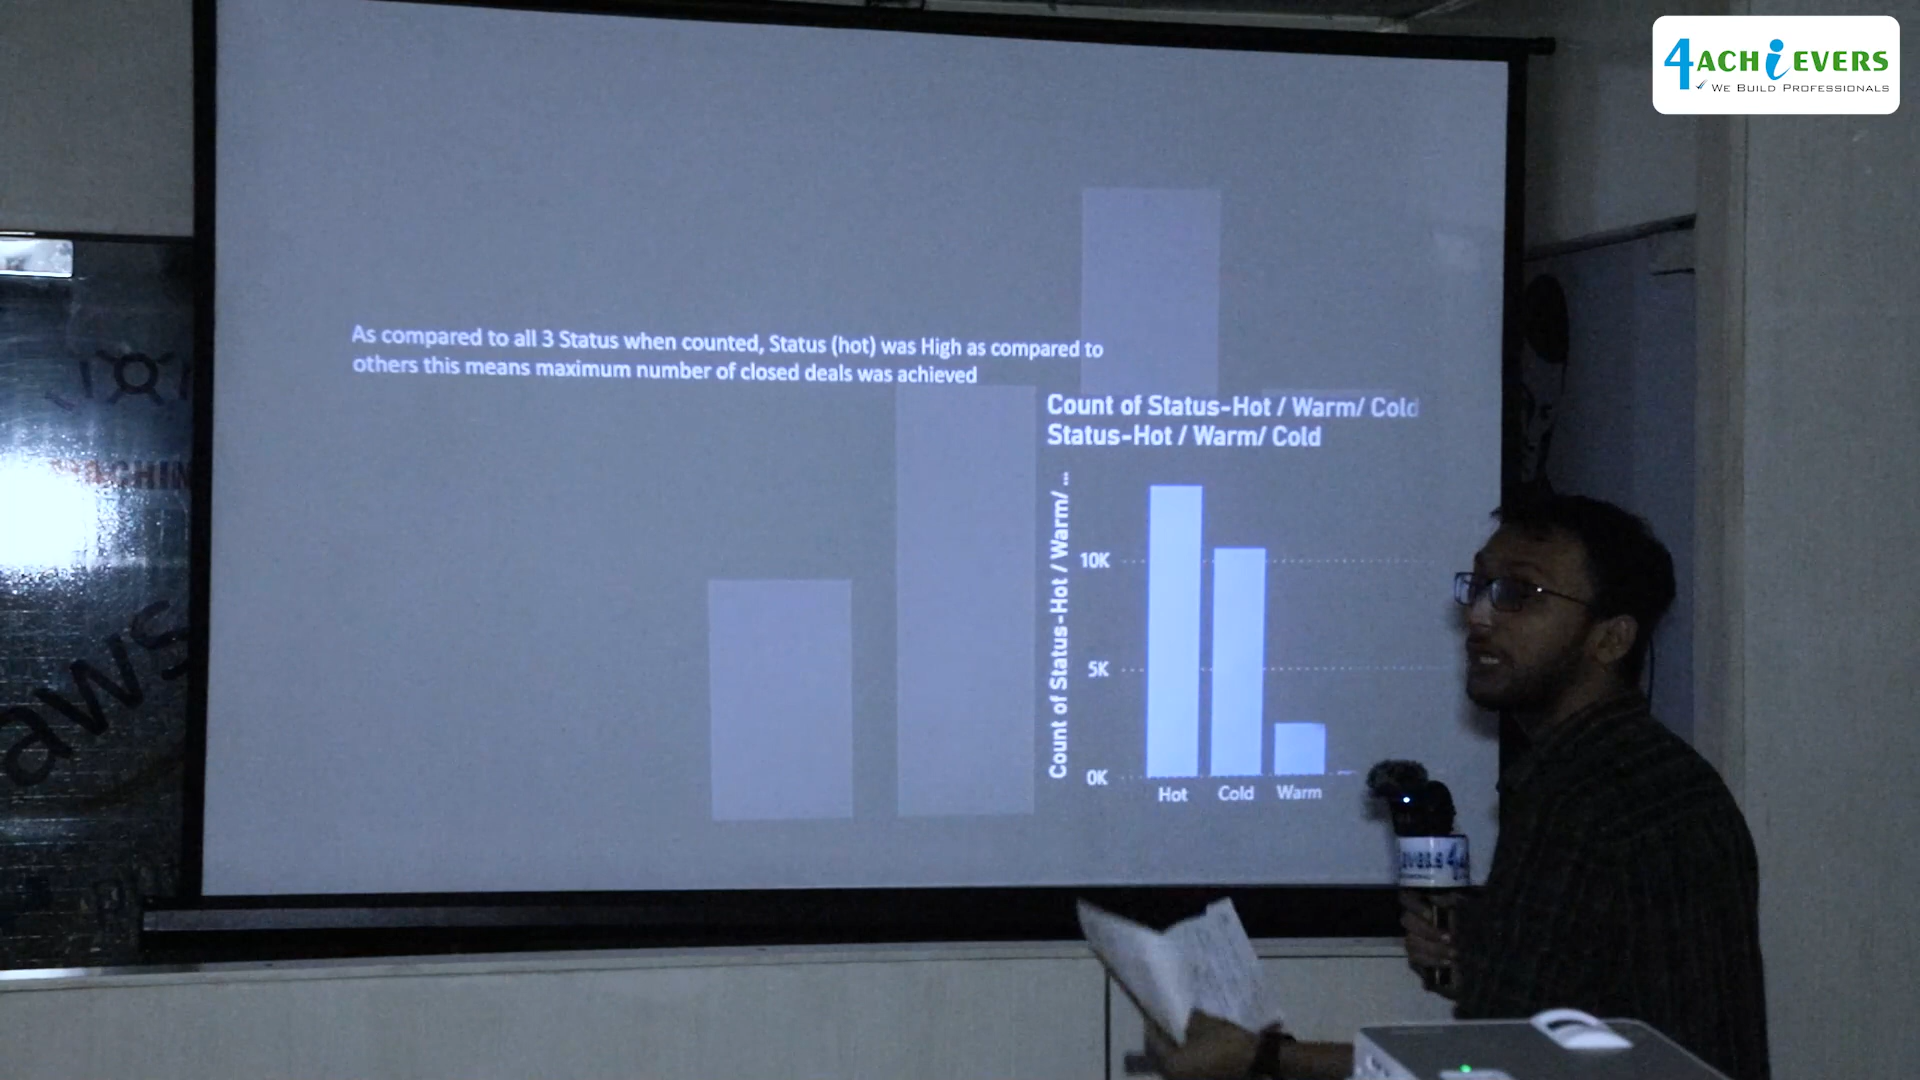 4ACHiEVERS
WE BUILD PROFESSIONALS
As compared to all 3 Status when counted, Status (hot) was High as compared to
others this means maximum number of closed deals was achieved
Count of Status-Hot / Warm/ Cold
Status-Hot / Warm/ Cold
Count of Status-Hot / Warm/ ...
10K
5K
0K
Hot Cold Warm
aws